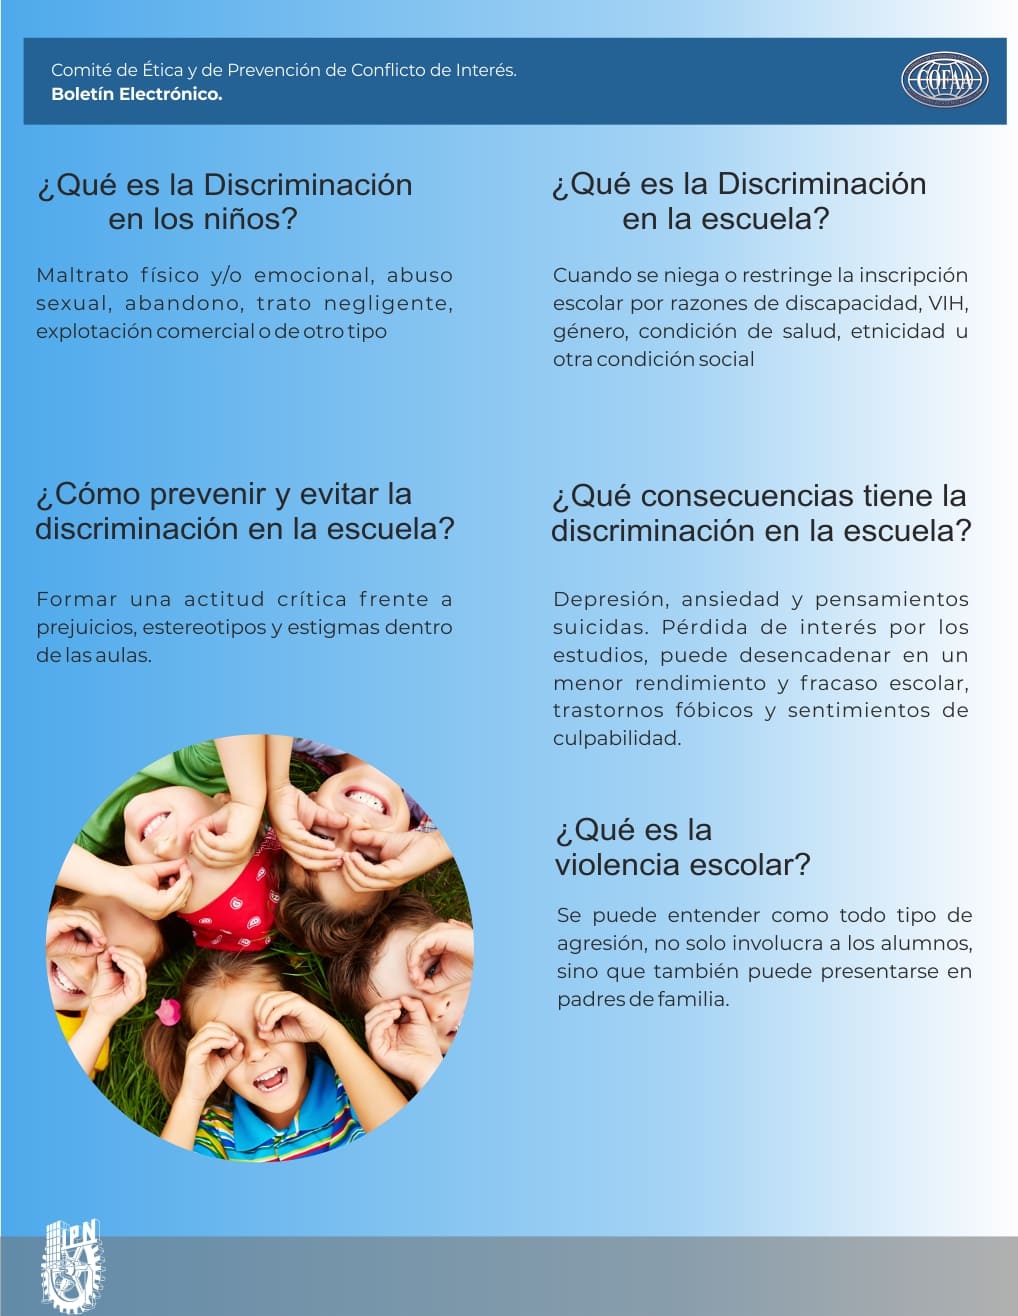 Comité de Ética y de Prevención de Conflicto de Interés.
Boletín Electrónico.
COFAA
¿Qué es la Discriminación
en los niños?
Maltrato físico y/o emocional, abuso
sexual, abandono, trato negligente,
explotación comercial o de otro tipo
¿Qué es la Discriminación
en la escuela?
Cuando se niega o restringe la inscripción
escolar por razones de discapacidad, VIH,
género, condición de salud, etnicidad u
otra condición social
¿Cómo prevenir y evitar la
discriminación en la escuela?
Formar una actitud crítica frente a
prejuicios, estereotipos y estigmas dentro
de las aulas.
¿Qué consecuencias tiene la
discriminación en la escuela?
Depresión, ansiedad y pensamientos
suicidas. Pérdida de interés por los
estudios, puede desencadenar en un
menor rendimiento y fracaso escolar,
trastornos fóbicos y sentimientos de
culpabilidad.
¿Qué es la
violencia escolar?
Se puede entender como todo tipo de
agresión, no solo involucra a los alumnos,
sino que también puede presentarse en
padres de familia.
IPN